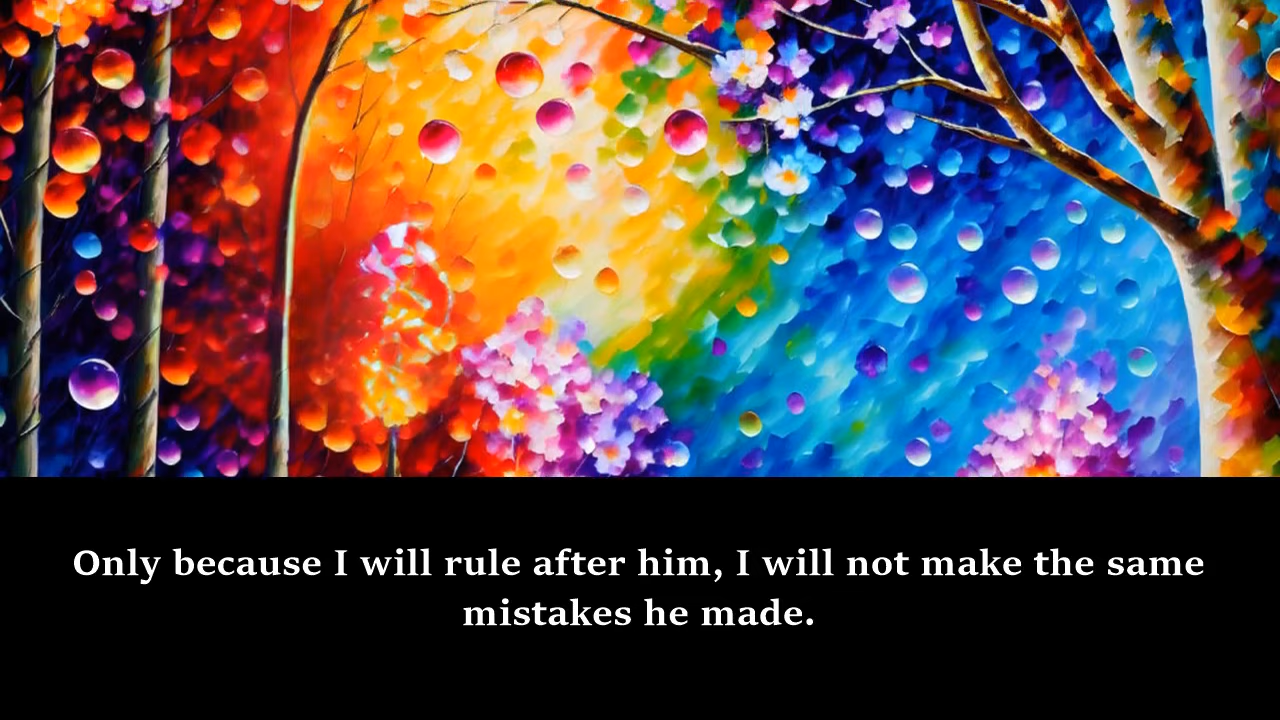 Only because I will rule after him, I will not make the same
mistakes he made.